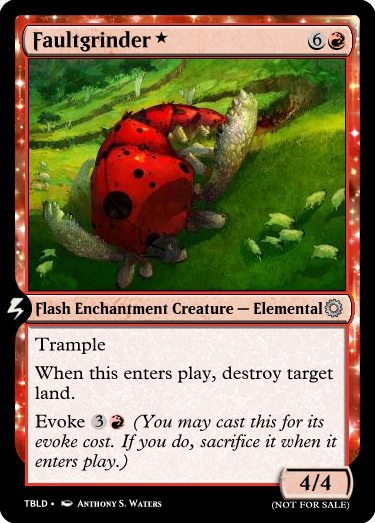 Faultgrinder ★ 6
Flash Enchantment Creature — Elemental
Trample
When this enters play, destroy target
land.
Evoke 3 (You may cast this for its
evoke cost. If you do, sacrifice it when it
enters play.)
4/4
TBLD • Anthony S. Waters
(NOT FOR SALE)